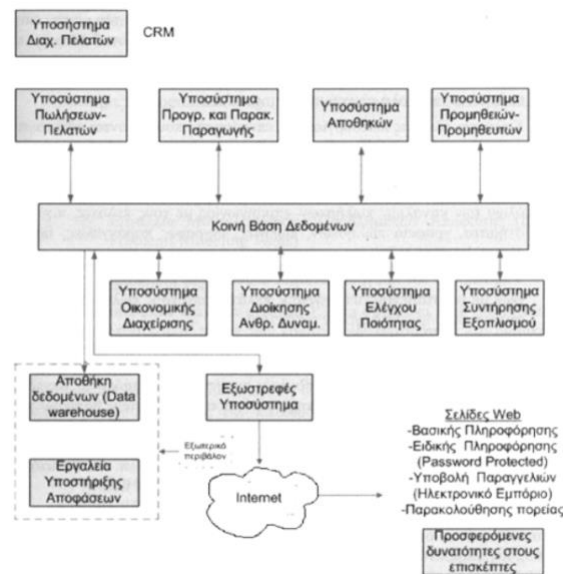 Υποσήστημα
Διαχ. Πελατών
CRM
Υποσύστημα
Πωλήσεων-
Πελατών
Υποσύστημα
Προγρ. και Παρακ.
Παραγωγής
Υποσύστημα
Αποθηκών
Υποσύστημα
Προμηθειών-
Προμηθευτών
Κοινή Βάση Δεδομένων
Υποσύστημα
Οικονομικής
Διαχείρισης
Υποσύστημα
Διοίκησης
Ανθρ. Δυναμ.
Υποσύστημα
Ελέγχου
Ποιότητας
Υποσύστημα
Συντήρησης
Εξοπλισμού
Αποθήκη
δεδομένων (Data
warehouse)
Εξωστρεφές
Υποσύστημα
Εξωτερικό
περιβάλον
Εργαλεία
Υποστήριξης
Αποφάσεων
Internet
Σελίδες Web
-Βασικής Πληροφόρησης
-Ειδικής Πληροφόρησης
(Password Protected)
-Υποβολή Παραγγελιών
(Ηλεκτρονικό Εμπόριο)
-Παρακολούθησης πορείας
Προσφερόμενες
δυνατότητες στους
επισκέπτες